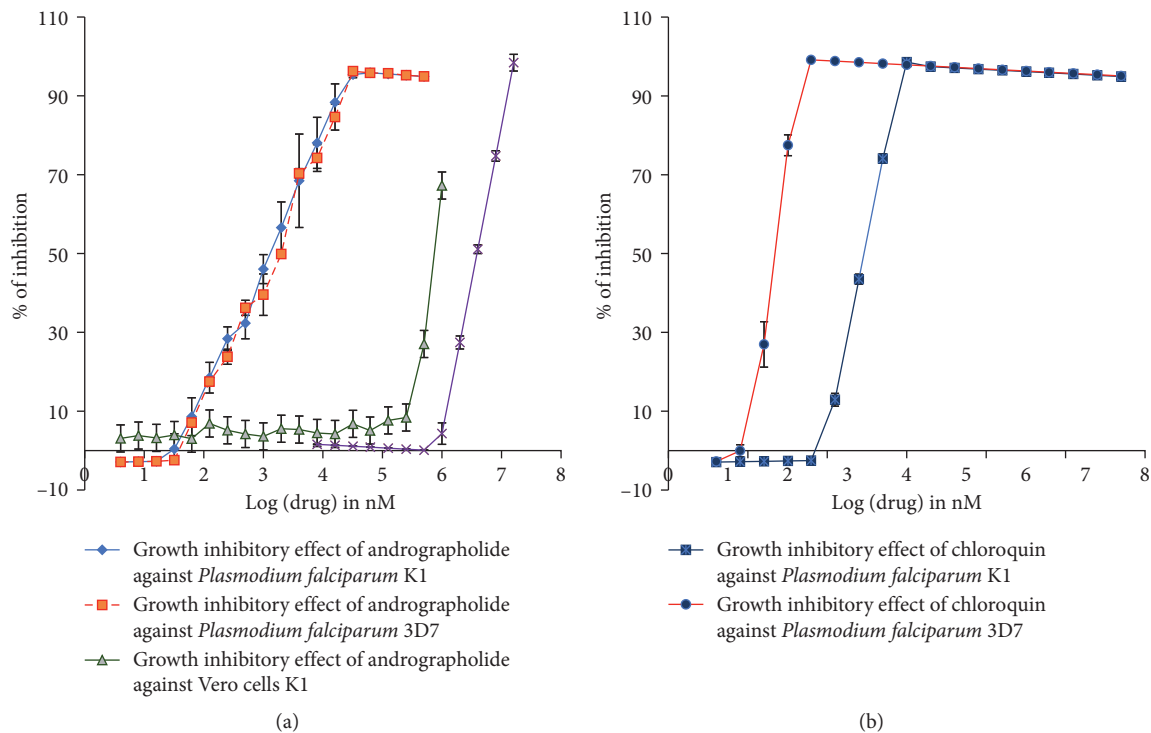 110
90
70
50
30
10
−10
% of inhibition
0 1 2 3 4 5 6 7 8
Log (drug) in nM
Growth inhibitory effect of andrographolide
against Plasmodium falciparum K1
Growth inhibitory effect of andrographolide
against Plasmodium falciparum 3D7
Growth inhibitory effect of andrographolide
against Vero cells K1
(a)
110
90
70
50
30
10
−10
% of inhibition
0 1 2 3 4 5 6 7 8
Log (drug) in nM
Growth inhibitory effect of chloroquin
against Plasmodium falciparum K1
Growth inhibitory effect of chloroquin
against Plasmodium falciparum 3D7
(b)